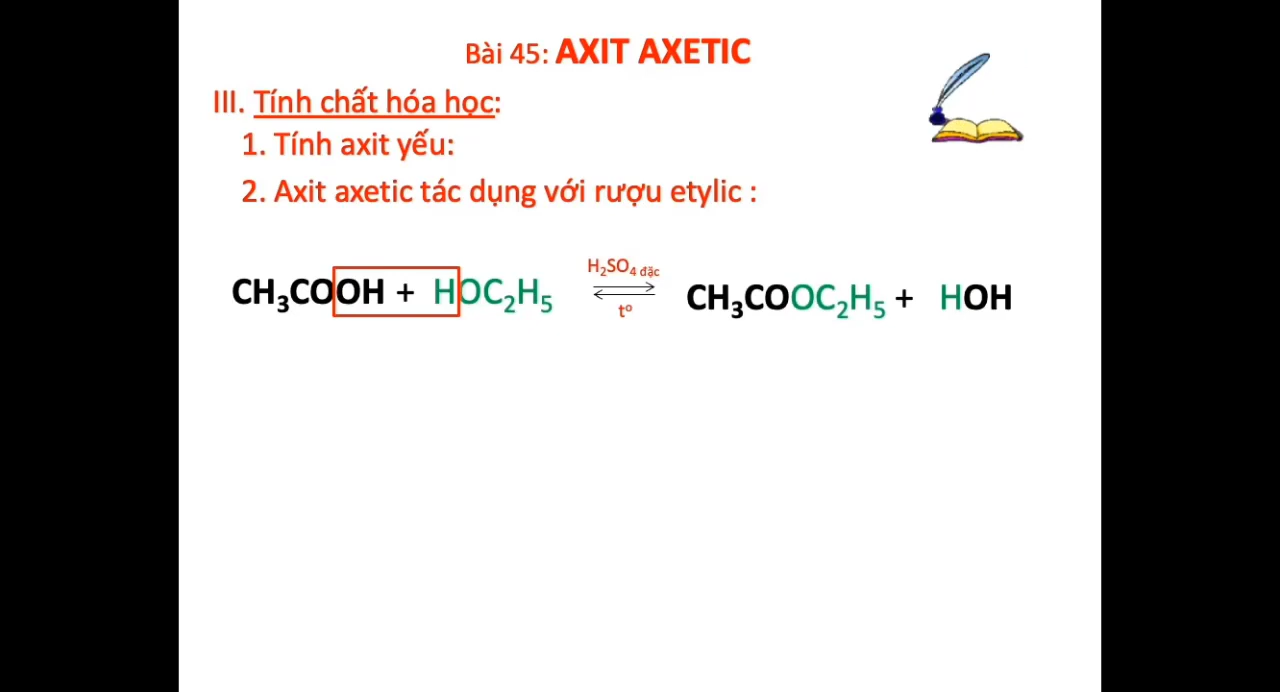 Bài 45: AXIT AXETIC
III. Tính chất hóa học:
1. Tính axit yếu:
2. Axit axetic tác dụng với rượu etylic :
H₂SO₄ đặc
CH₃COOH + HOC₂H₅ ⇌ CH₃COOC₂H₅ + HOH
tº